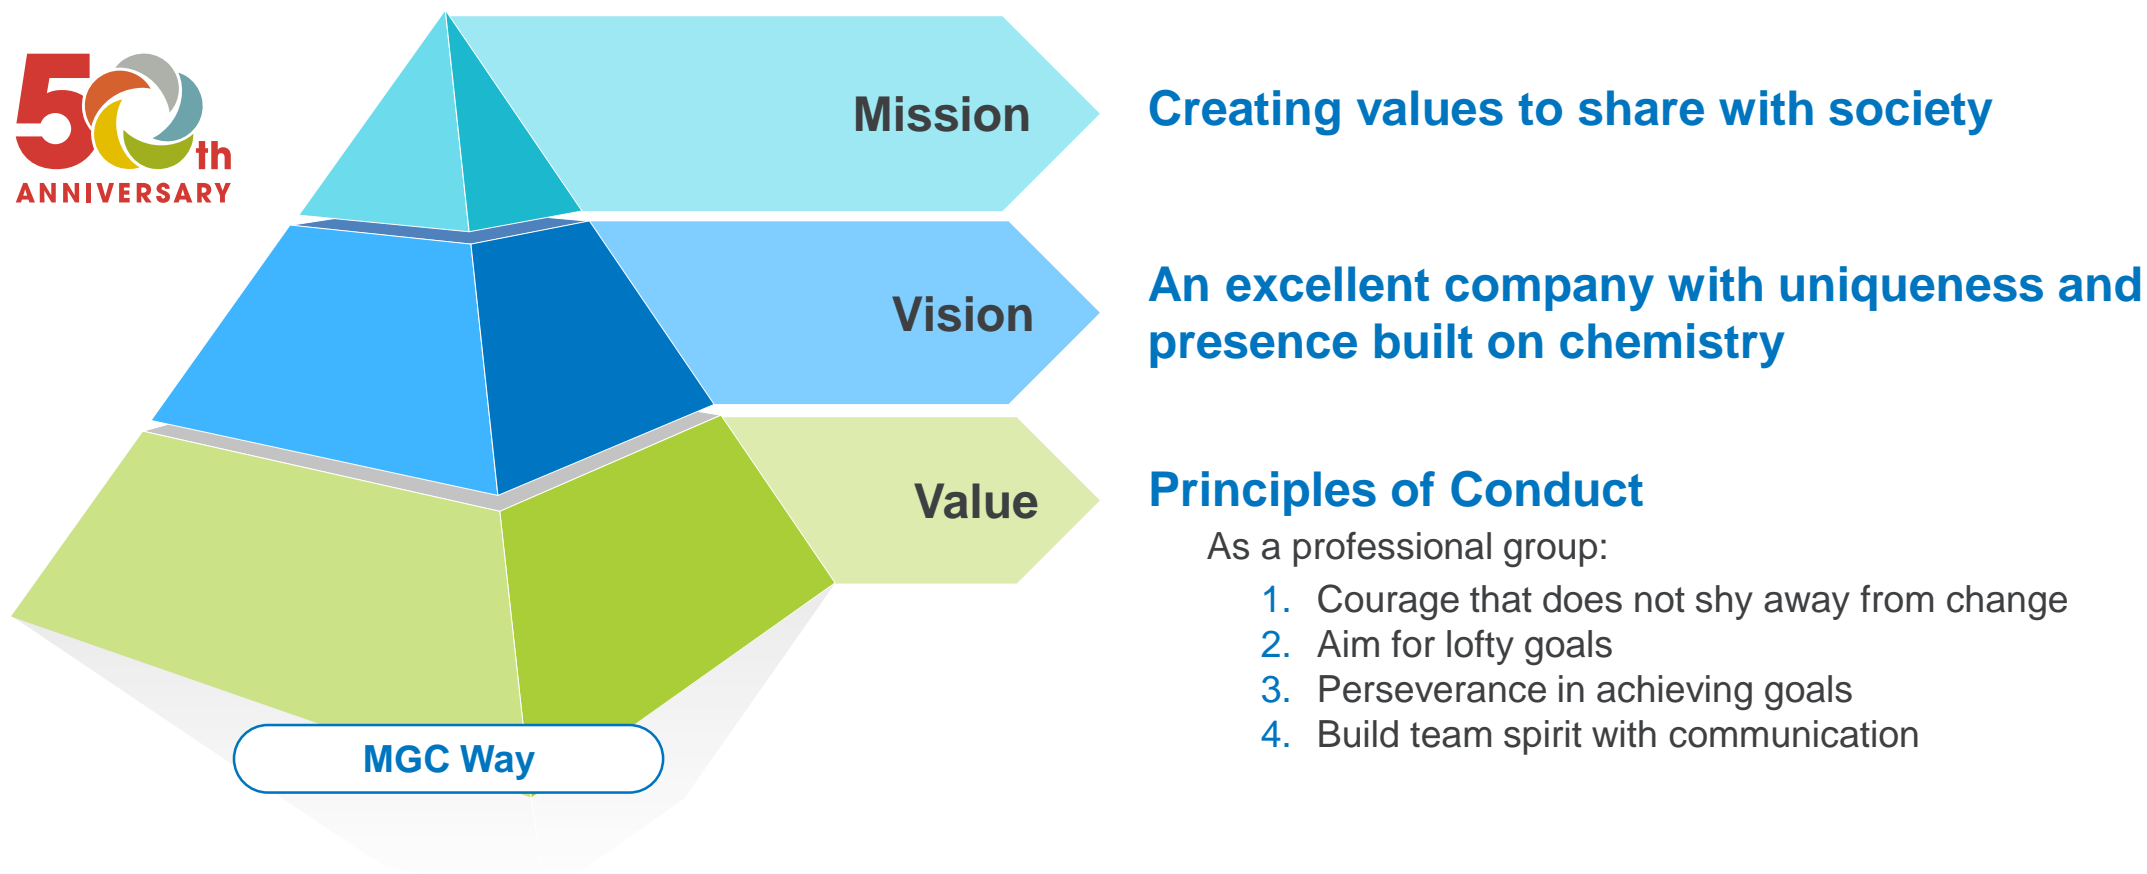 50th
ANNIVERSARY
Mission
Creating values to share with society
Vision
An excellent company with uniqueness and
presence built on chemistry
Value
Principles of Conduct
As a professional group:
1. Courage that does not shy away from change
2. Aim for lofty goals
3. Perseverance in achieving goals
4. Build team spirit with communication
MGC Way